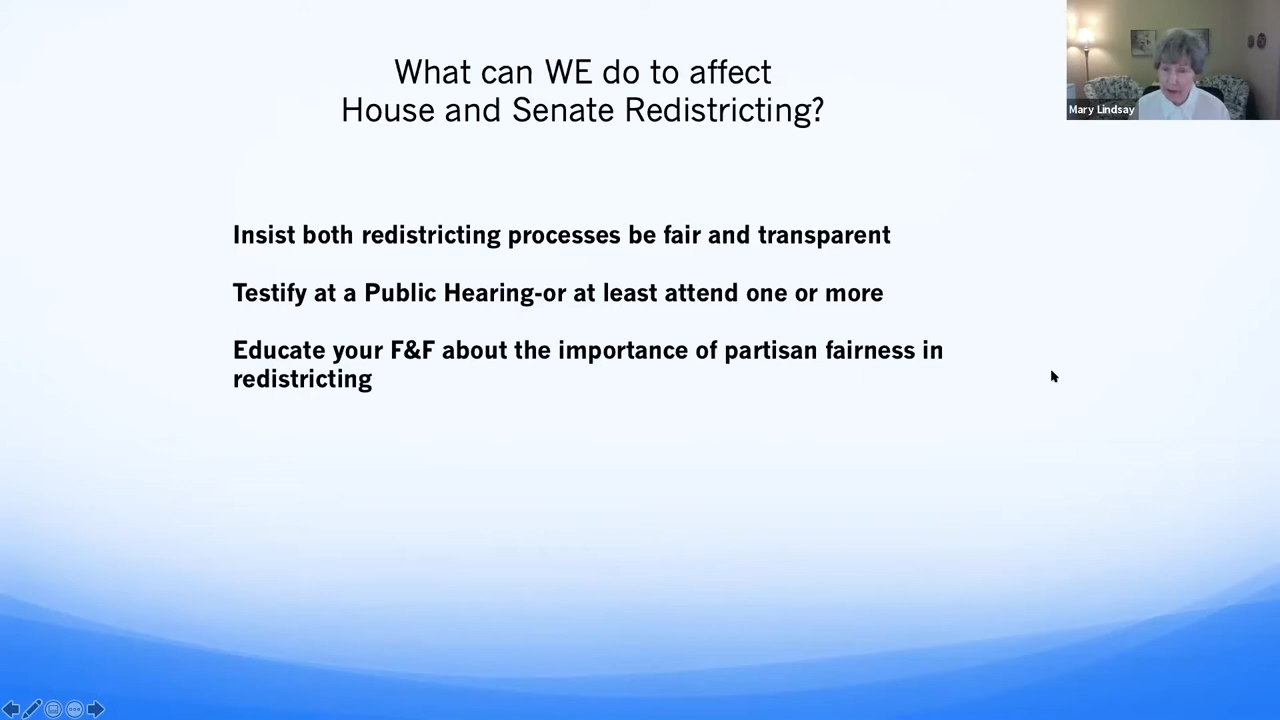 What can WE do to affect
House and Senate Redistricting?
Mary Lindsay
Insist both redistricting processes be fair and transparent
Testify at a Public Hearing-or at least attend one or more
Educate your F&F about the importance of partisan fairness in
redistricting